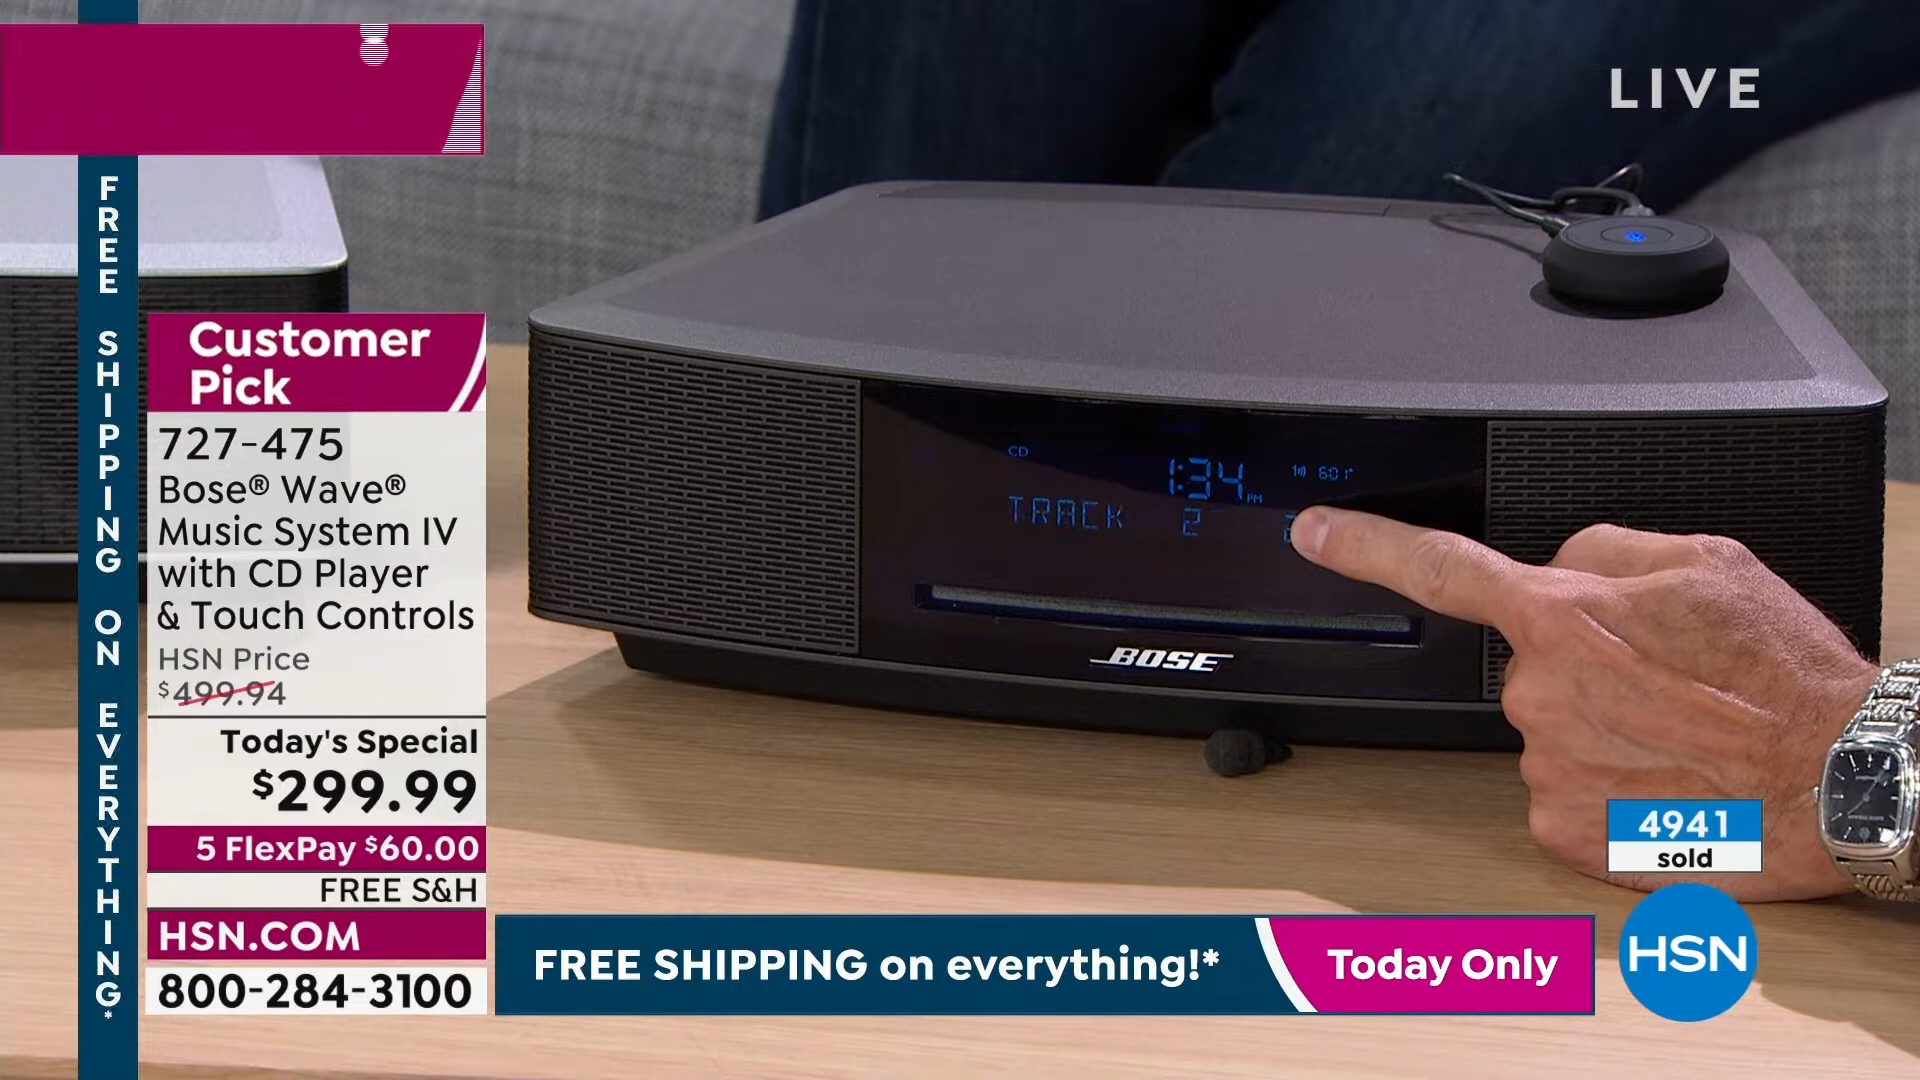 LIVE
FREE SHIPPING ON EVERYTHING*
Customer
Pick
727-475
Bose® Wave®
Music System IV
with CD Player
& Touch Controls
HSN Price
$499.94
Today's Special
$299.99
5 FlexPay $60.00
FREE S&H
HSN.COM
800-284-3100
CD
1:34 PM
TRACK 2
BOSE
4941
sold
FREE SHIPPING on everything!*
Today Only
HSN